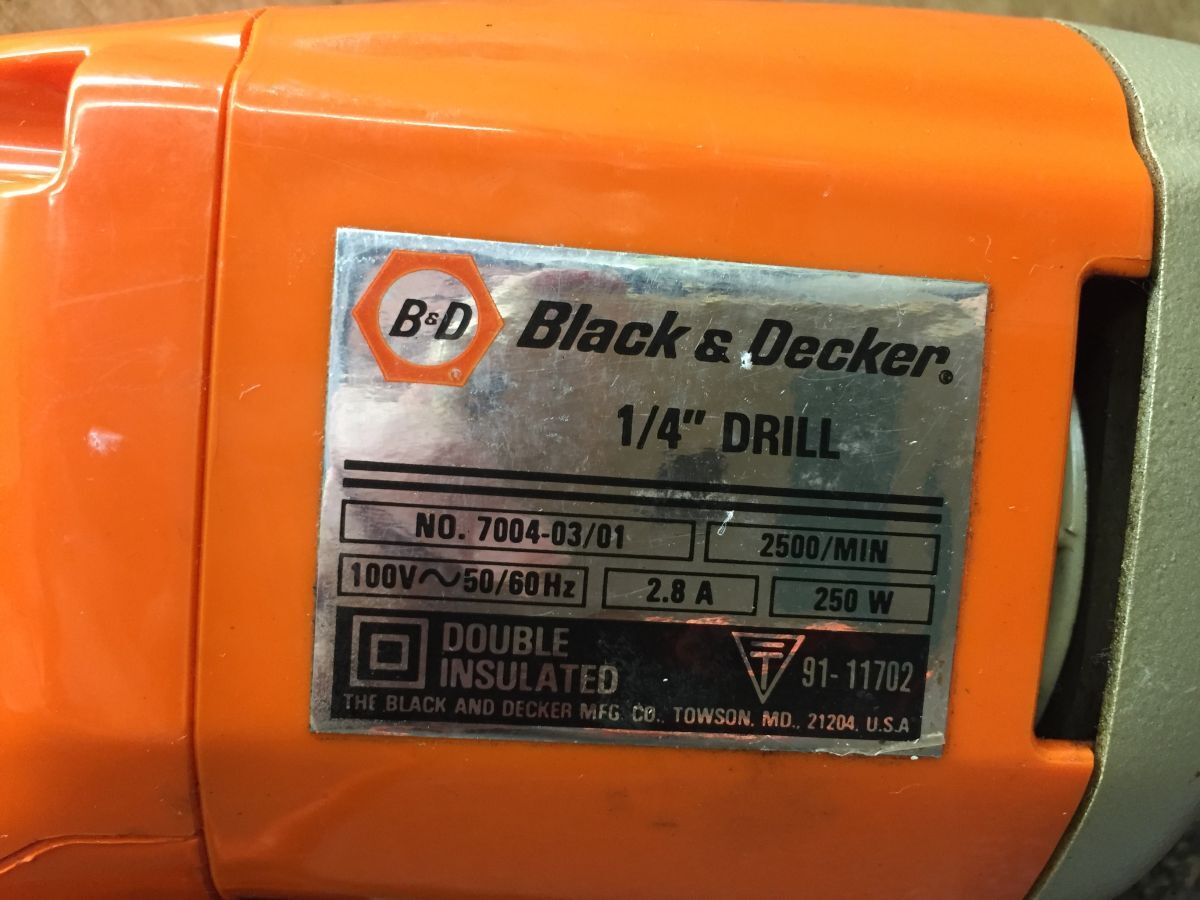 B&D
Black & Decker®
1/4" DRILL
NO. 7004-03/01
2500/MIN
100V~50/60Hz
2.8 A
250 W
DOUBLE
INSULATED
91-11702
THE BLACK AND DECKER MFG. CO., TOWSON, MD., 21204, U.S.A